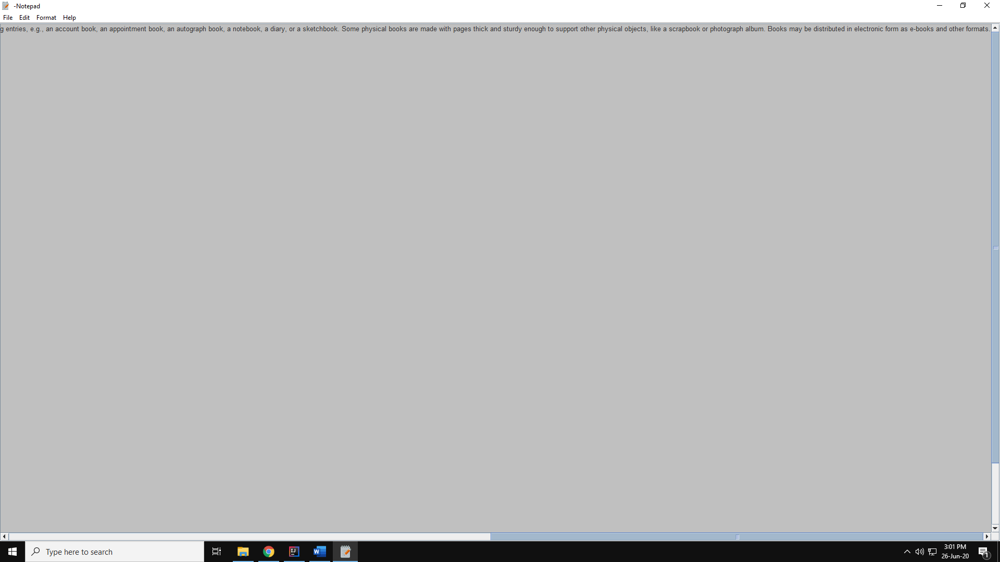 -Notepad
File Edit Format Help
g entries, e.g., an account book, an appointment book, an autograph book, a notebook, a diary, or a sketchbook. Some physical books are made with pages thick and sturdy enough to support other physical objects, like a scrapbook or photograph album. Books may be distributed in electronic form as e-books and other formats.
Type here to search
IJ
W
3:01 PM
26-Jun-20
1